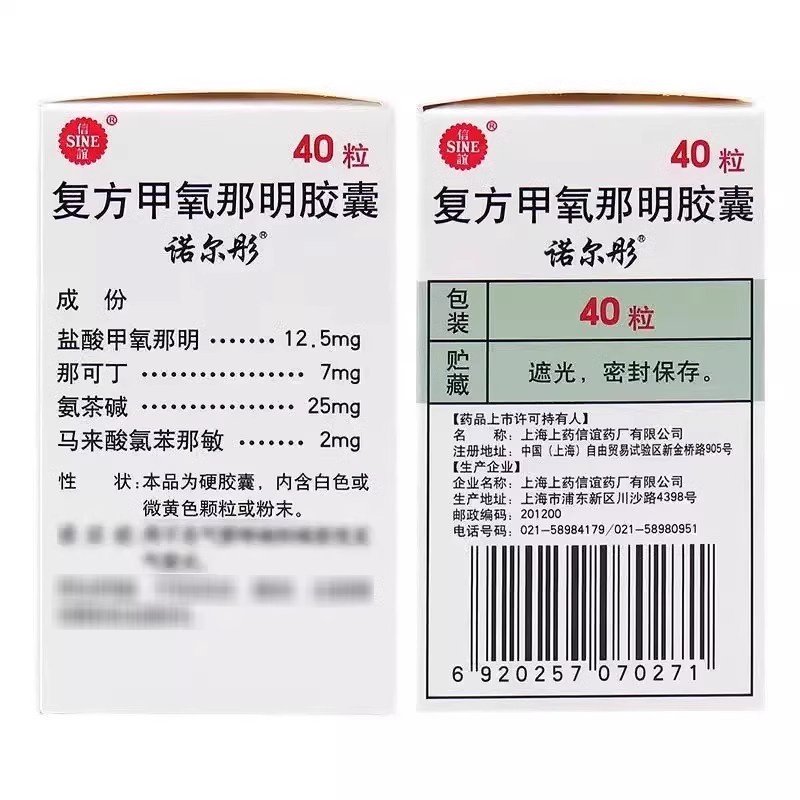 信
SINE
誼
®
40粒
复方甲氧那明胶囊
诺尔彤®
成 份
盐酸甲氧那明 ······· 12.5mg
那可丁 ················ 7mg
氨茶碱 ················ 25mg
马来酸氯苯那敏 ······ 2mg
性 状:本品为硬胶囊,内含白色或
微黄色颗粒或粉末。
信
SINE
誼
®
40粒
复方甲氧那明胶囊
诺尔彤®
包装 40粒
贮藏 遮光,密封保存。
【药品上市许可持有人】
名 称:上海上药信谊药厂有限公司
注册地址:中国(上海)自由贸易试验区新金桥路905号
【生产企业】
企业名称:上海上药信谊药厂有限公司
生产地址:上海市浦东新区川沙路4398号
邮政编码:201200
电话号码:021-58984179/021-58980951
6 920257 070271